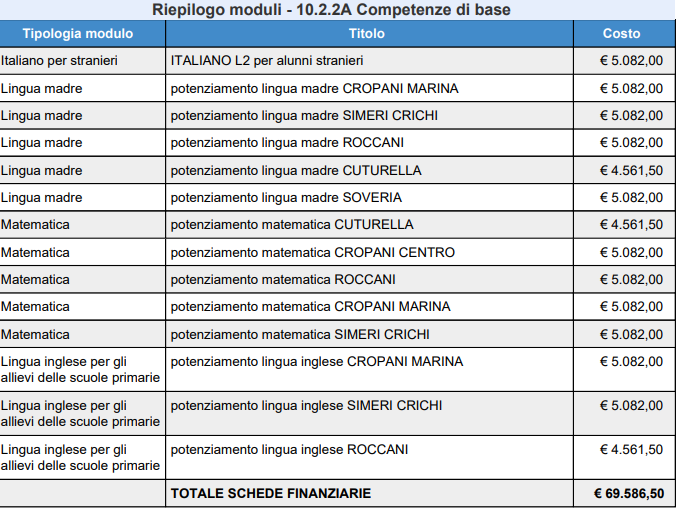 Riepilogo moduli - 10.2.2A Competenze di base
Tipologia modulo Titolo Costo
Italiano per stranieri ITALIANO L2 per alunni stranieri € 5.082,00
Lingua madre potenziamento lingua madre CROPANI MARINA € 5.082,00
Lingua madre potenziamento lingua madre SIMERI CRICHI € 5.082,00
Lingua madre potenziamento lingua madre ROCCANI € 5.082,00
Lingua madre potenziamento lingua madre CUTURELLA € 4.561,50
Lingua madre potenziamento lingua madre SOVERIA € 5.082,00
Matematica potenziamento matematica CUTURELLA € 4.561,50
Matematica potenziamento matematica CROPANI CENTRO € 5.082,00
Matematica potenziamento matematica ROCCANI € 5.082,00
Matematica potenziamento matematica CROPANI MARINA € 5.082,00
Matematica potenziamento matematica SIMERI CRICHI € 5.082,00
Lingua inglese per gli potenziamento lingua inglese CROPANI MARINA € 5.082,00
allievi delle scuole primarie
Lingua inglese per gli potenziamento lingua inglese SIMERI CRICHI € 5.082,00
allievi delle scuole primarie
Lingua inglese per gli potenziamento lingua inglese ROCCANI € 4.561,50
allievi delle scuole primarie
TOTALE SCHEDE FINANZIARIE € 69.586,50